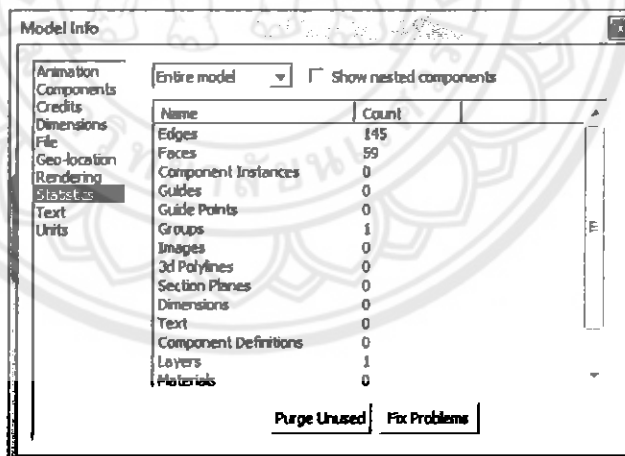 Model Info
Animation
Components
Credits
Dimensions
File
Geo-location
Rendering
Statistics
Text
Units
Entire model
Show nested components
Name Count
Edges 145
Faces 59
Component Instances 0
Guides 0
Guide Points 0
Groups 1
Images 0
3d Polylines 0
Section Planes 0
Dimensions 0
Text 0
Component Definitions 0
Layers 1
Materials 0
Purge Unused Fix Problems